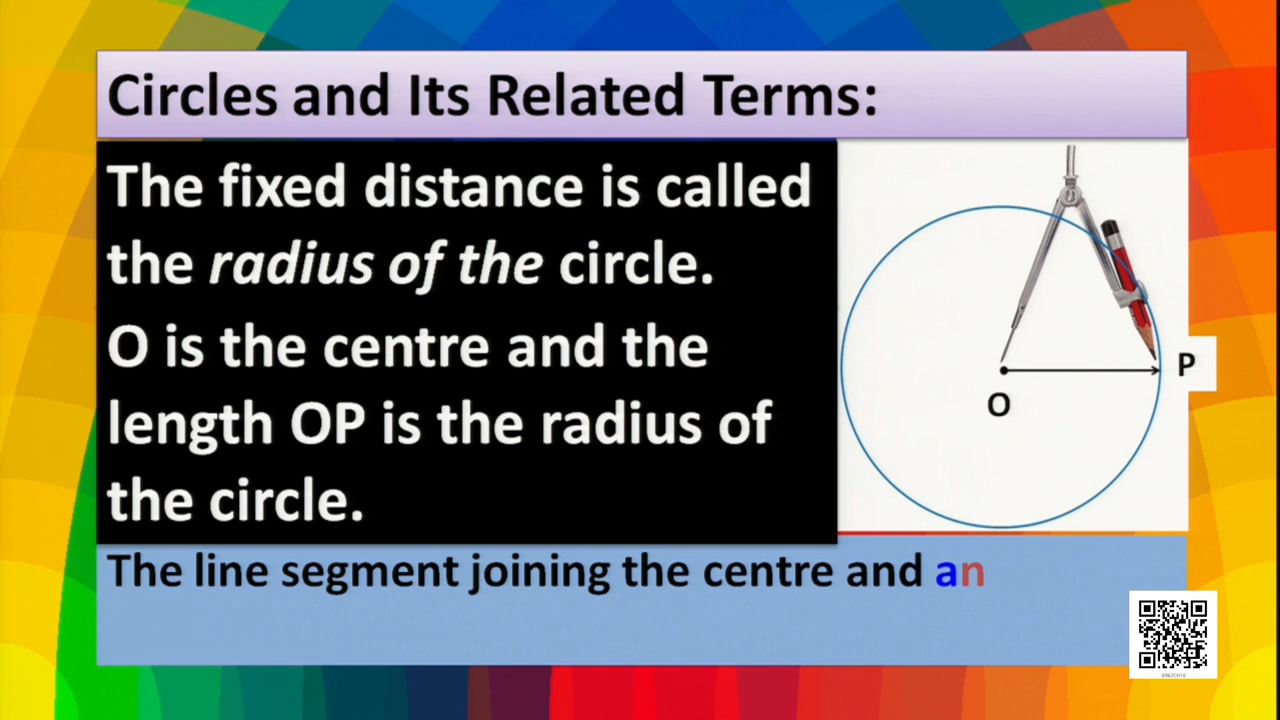 Circles and Its Related Terms:
The fixed distance is called
the radius of the circle.
O is the centre and the
length OP is the radius of
the circle.
P
O
The line segment joining the centre and an